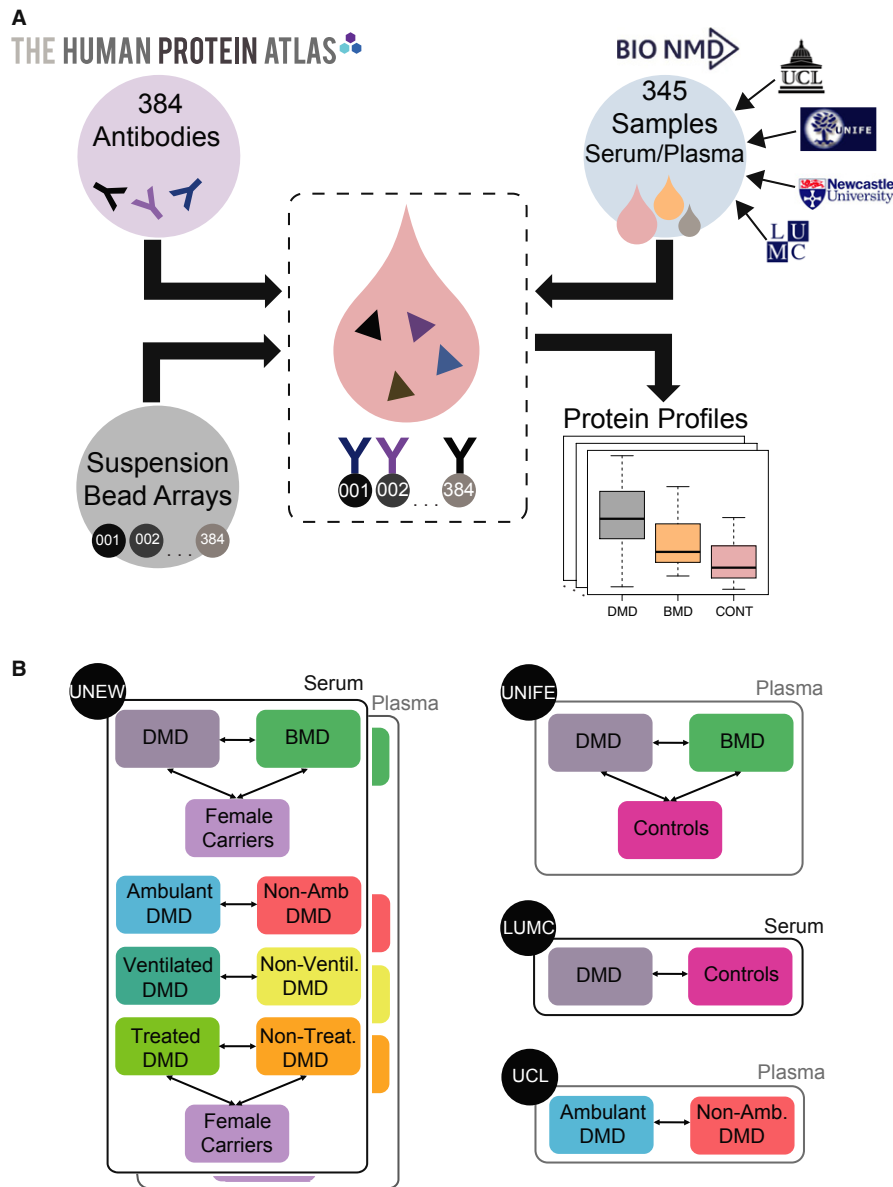 A
THE HUMAN PROTEIN ATLAS
384
Antibodies
BIO NMD
345
Samples
Serum/Plasma
UCL
UNIFE
Newcastle
University
L U
M C
Suspension
Bead Arrays
001 002 . . . 384
001 002 . . . 384
Protein Profiles
DMD BMD CONT
B
UNEW
Serum
Plasma
DMD
BMD
Female
Carriers
Ambulant
DMD
Non-Amb
DMD
Ventilated
DMD
Non-Ventil.
DMD
Treated
DMD
Non-Treat.
DMD
Female
Carriers
UNIFE
Plasma
DMD
BMD
Controls
LUMC
Serum
DMD
Controls
UCL
Plasma
Ambulant
DMD
Non-Amb.
DMD